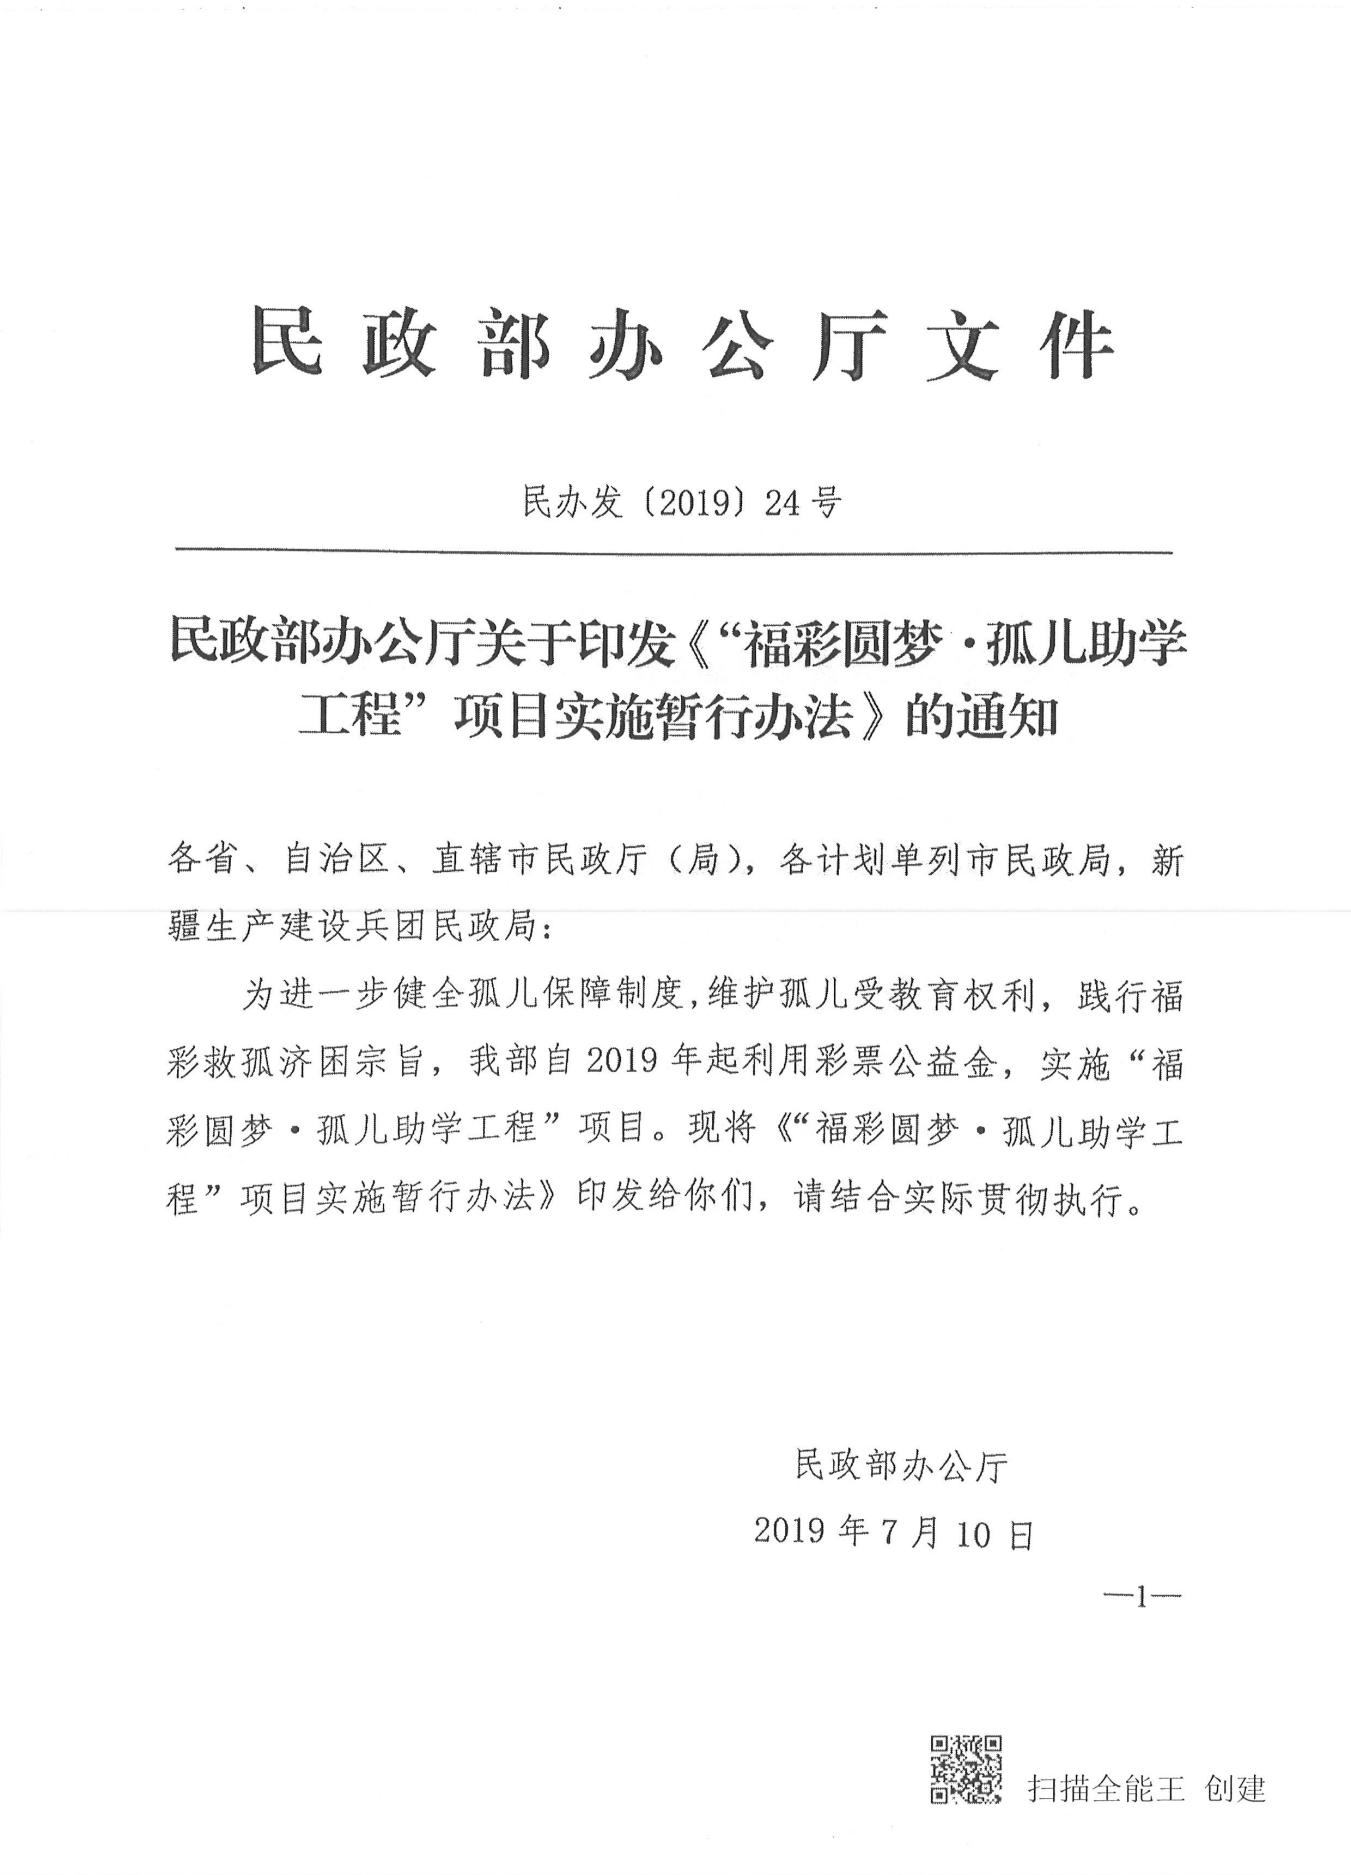 民政部办公厅文件
民办发〔2019〕24号
民政部办公厅关于印发《“福彩圆梦·孤儿助学
工程”项目实施暂行办法》的通知
各省、自治区、直辖市民政厅（局），各计划单列市民政局，新
疆生产建设兵团民政局：
为进一步健全孤儿保障制度,维护孤儿受教育权利，践行福
彩救孤济困宗旨，我部自2019年起利用彩票公益金，实施“福
彩圆梦·孤儿助学工程”项目。现将《“福彩圆梦·孤儿助学工
程”项目实施暂行办法》印发给你们，请结合实际贯彻执行。
民政部办公厅
2019年7月10日
—1—
扫描全能王 创建